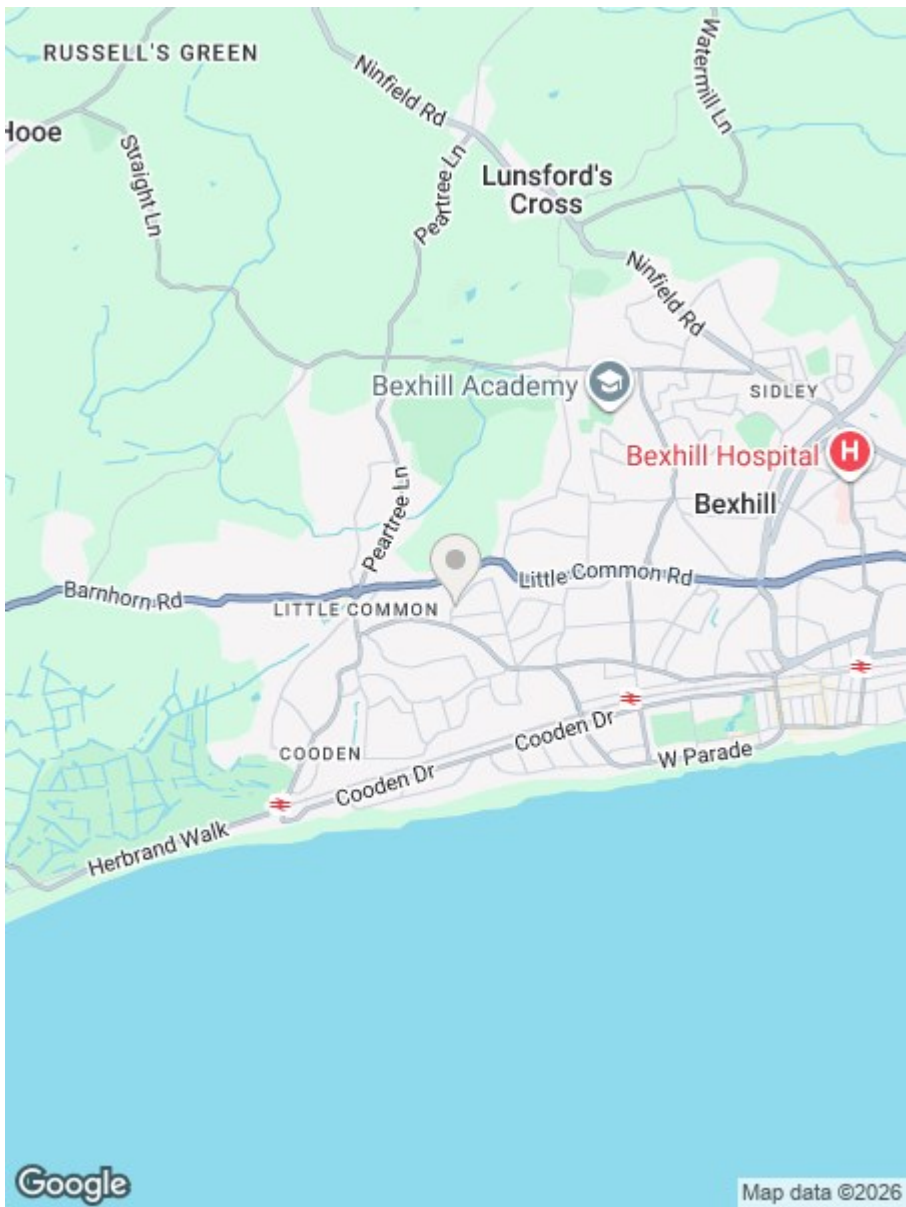 RUSSELL'S GREEN
Ninfield Rd
Watermill Ln
Hooe
Straight Ln
Peartree Ln
Lunsford's
Cross
Ninfield Rd
Bexhill Academy
SIDLEY
Bexhill Hospital
H
Bexhill
Peartree Ln
Barnhorn Rd
LITTLE COMMON
Little Common Rd
COODEN
Cooden Dr
Cooden Dr
W Parade
Herbrand Walk
Google
Map data ©2026